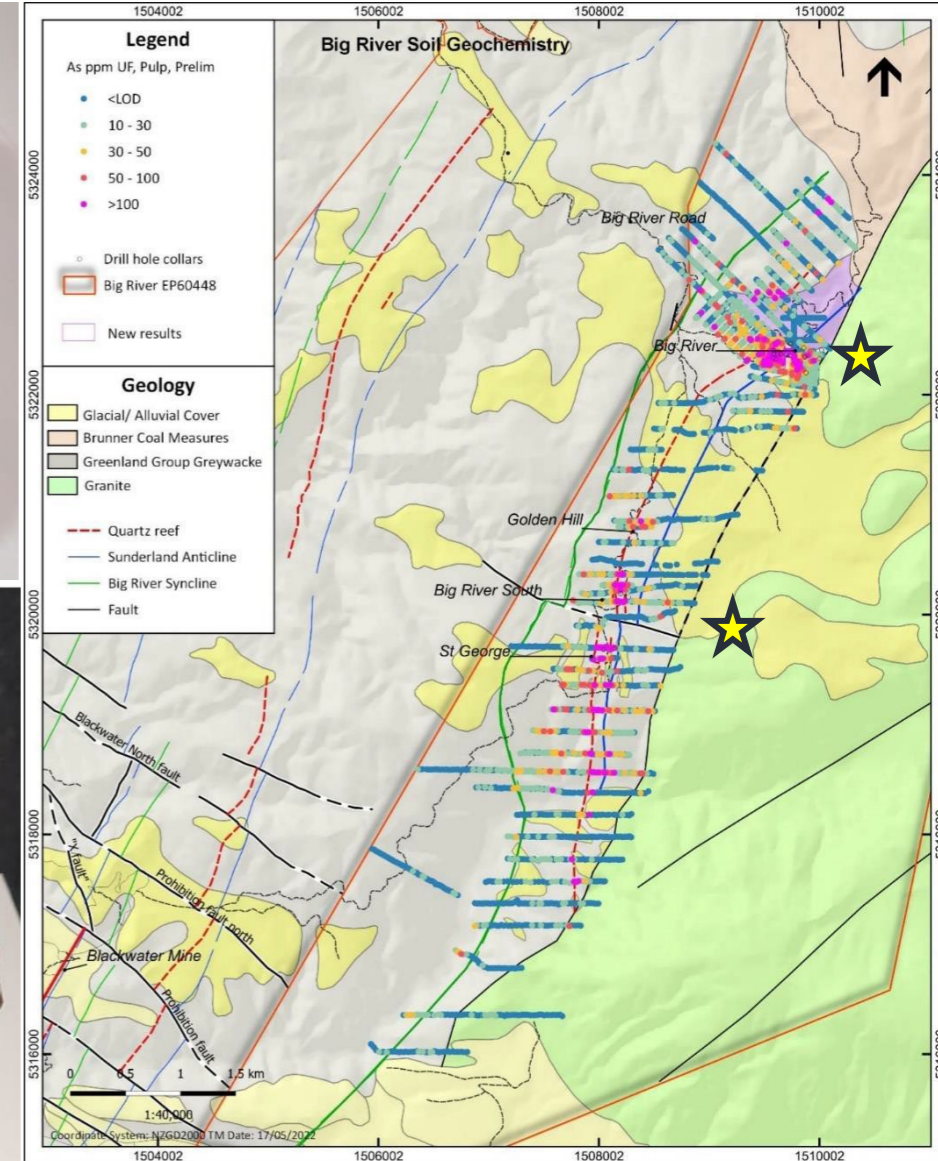 1504002
1506002
1508002
1510002
Legend
Big River Soil Geochemistry
As ppm UF, Pulp, Prelim
<LOD
10 - 30
30 - 50
50 - 100
>100
Drill hole collars
Big River EP60448
New results
Geology
Glacial/ Alluvial Cover
Brunner Coal Measures
Greenland Group Greywacke
Granite
Quartz reef
Sunderland Anticline
Big River Syncline
Fault
5324000
5322000
5320000
5318000
5316000
Big River Road
Big River
Golden Hill
Big River South
St George
Blackwater North fault
"X fault"
Prohibition fault north
Blackwater Mine
Prohibition fault
0 0.5 1 1.5 km
1:40,000
Coordinate System: NZGD2000 TM Date: 17/05/2022
1504002
1506002
1508002
1510002